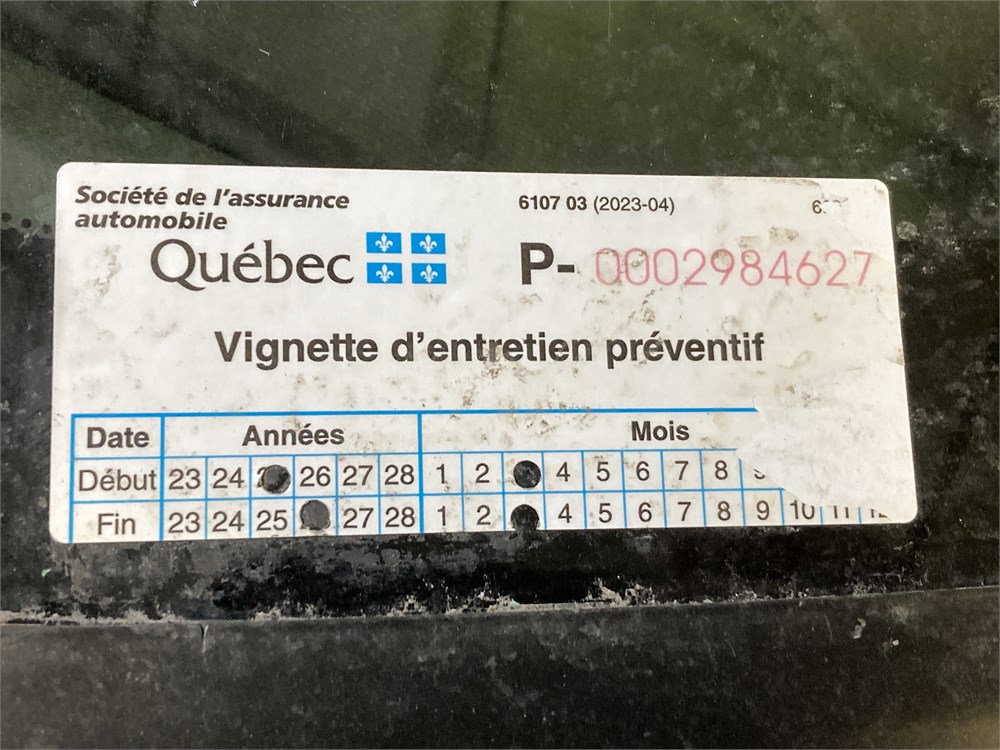 Société de l'assurance
automobile
Québec
6107 03 (2023-04)
P- 0002984627
Vignette d'entretien préventif
Date Années Mois
Début 23 24 26 27 28 1 2 4 5 6 7 8
Fin 23 24 25 27 28 1 2 4 5 6 7 8 9 10 11